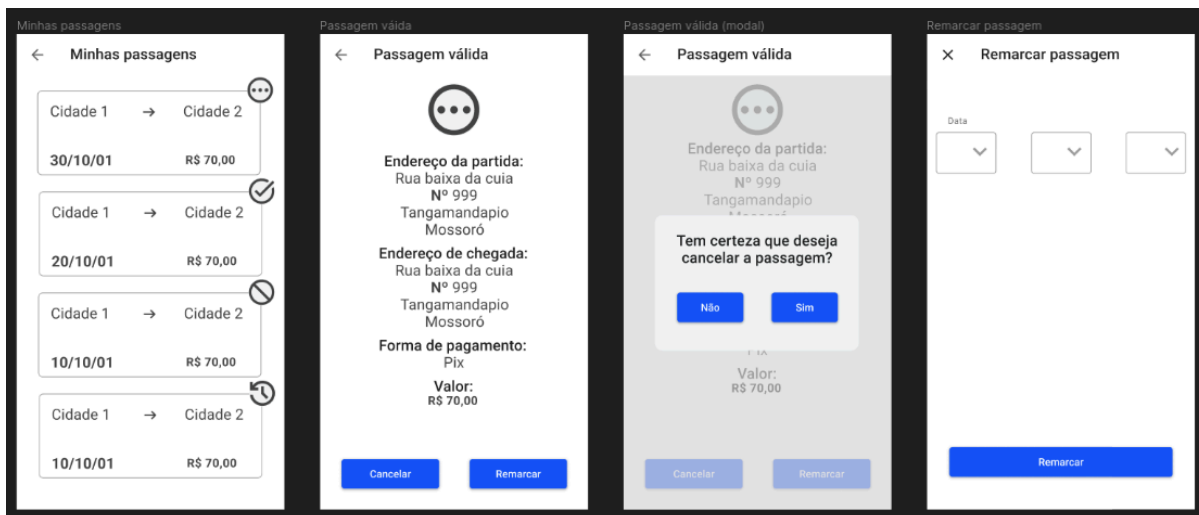 Minhas passagens
Minhas passagens
Cidade 1 → Cidade 2
30/10/01 R$ 70,00
Cidade 1 → Cidade 2
20/10/01 R$ 70,00
Cidade 1 → Cidade 2
10/10/01 R$ 70,00
Cidade 1 → Cidade 2
10/10/01 R$ 70,00
Passagem váida
Passagem válida
Endereço da partida:
Rua baixa da cuia
Nº 999
Tangamandapio
Mossoró
Endereço de chegada:
Rua baixa da cuia
Nº 999
Tangamandapio
Mossoró
Forma de pagamento:
Pix
Valor:
R$ 70,00
Cancelar Remarcar
Passagem válida (modal)
Passagem válida
Endereço da partida:
Rua baixa da cuia
Nº 999
Tangamandapio
Tem certeza que deseja
cancelar a passagem?
Não Sim
Pix
Valor:
R$ 70,00
Cancelar Remarcar
Remarcar passagem
Remarcar passagem
Data
Remarcar